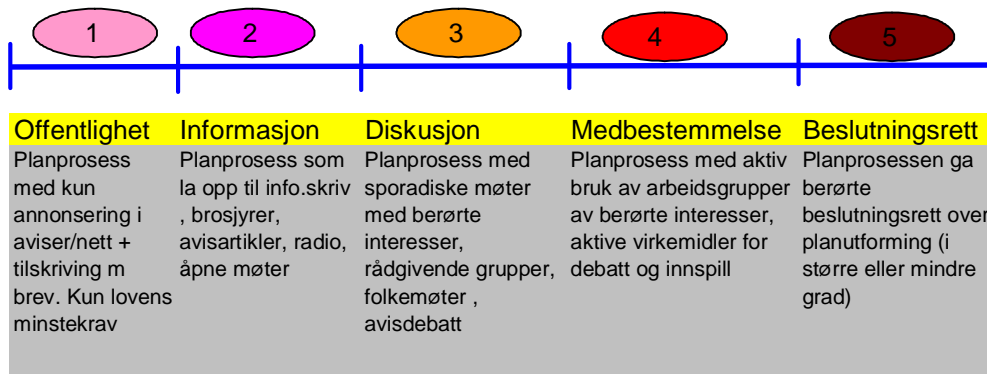 1
2
3
4
5
Offentlighet
Planprosess
med kun
annonsering i
aviser/nett +
tilskriving m
brev. Kun lovens
minstekrav
Informasjon
Planprosess som
la opp til info.skriv
, brosjyrer,
avisartikler, radio,
åpne møter
Diskusjon
Planprosess med
sporadiske møter
med berørte
interesser,
rådgivende grupper,
folkemøter ,
avisdebatt
Medbestemmelse
Planprosess med aktiv
bruk av arbeidsgrupper
av berørte interesser,
aktive virkemidler for
debatt og innspill
Beslutningsrett
Planprosessen ga
berørte
beslutningsrett over
planutforming (i
større eller mindre
grad)